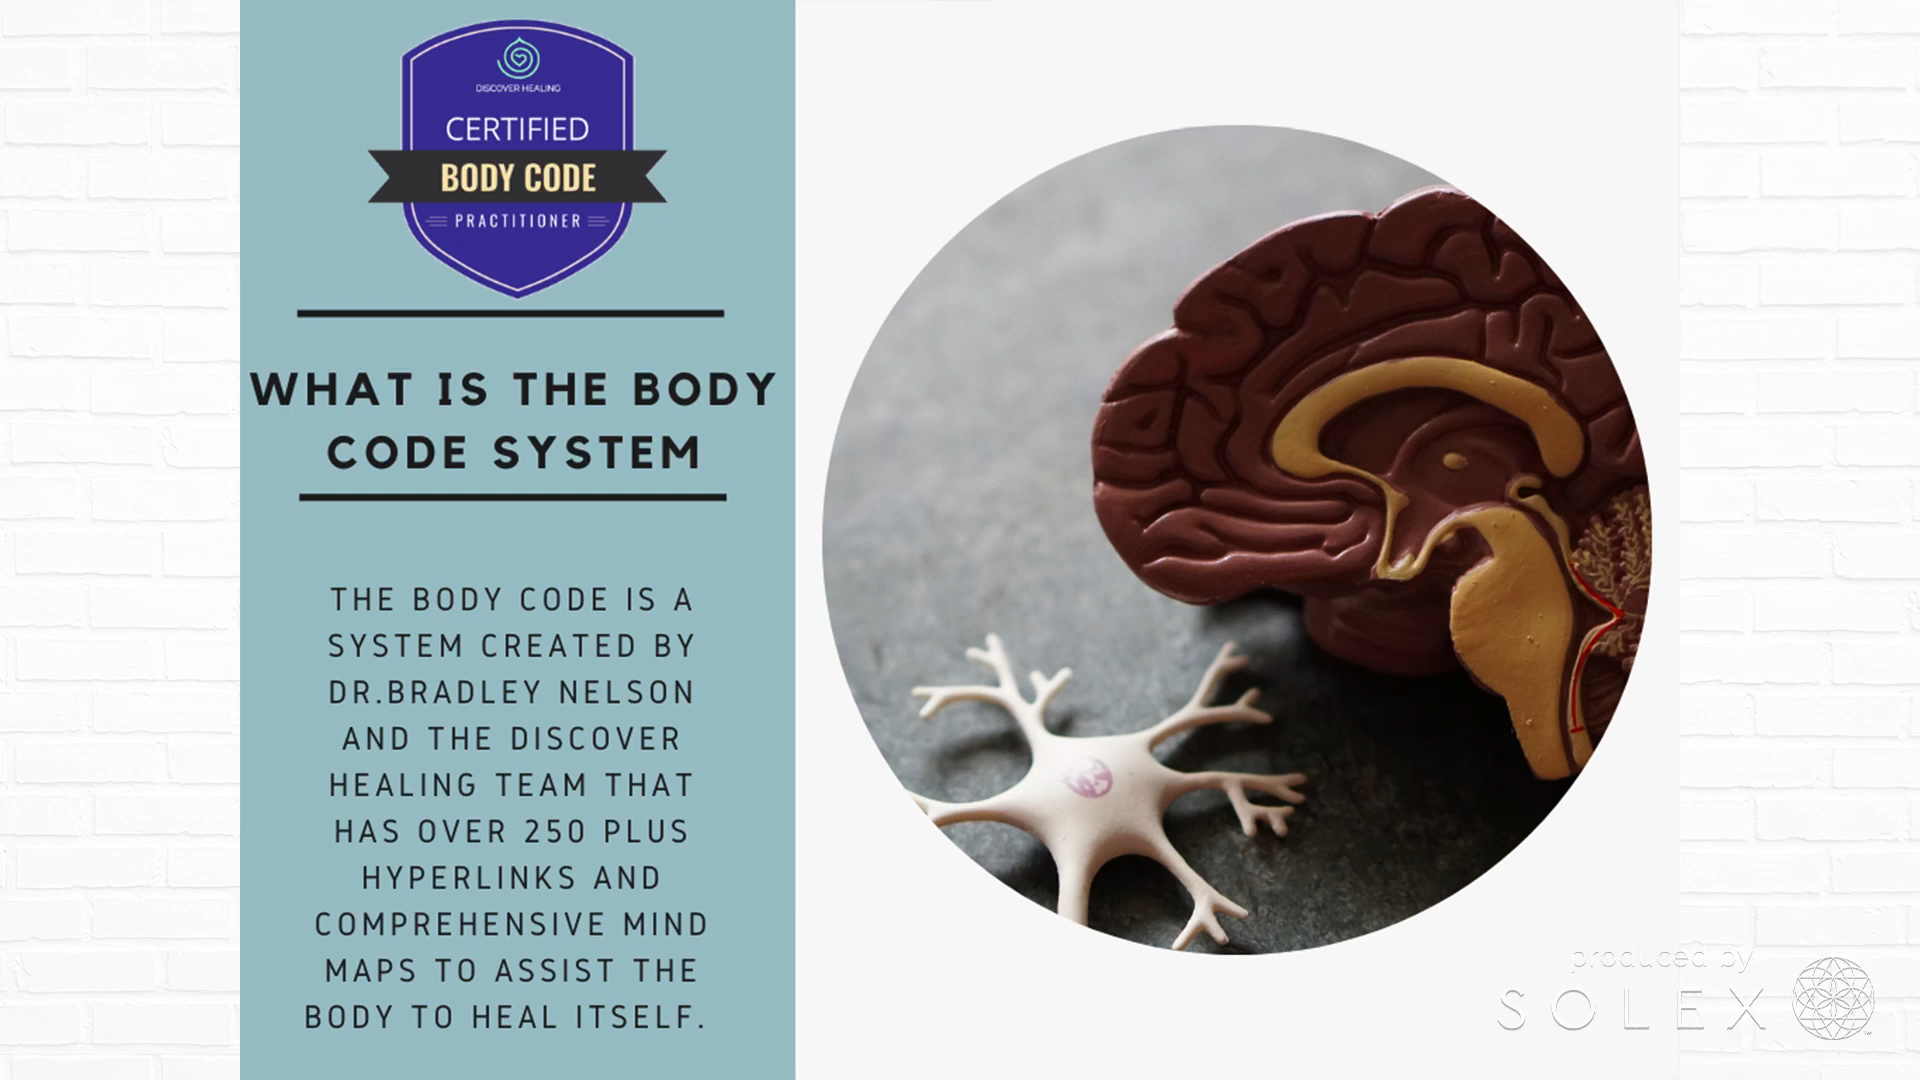 DISCOVER HEALING
CERTIFIED
BODY CODE
PRACTITIONER
WHAT IS THE BODY
CODE SYSTEM
THE BODY CODE IS A
SYSTEM CREATED BY
DR.BRADLEY NELSON
AND THE DISCOVER
HEALING TEAM THAT
HAS OVER 250 PLUS
HYPERLINKS AND
COMPREHENSIVE MIND
MAPS TO ASSIST THE
BODY TO HEAL ITSELF.
produced by
SOLEX